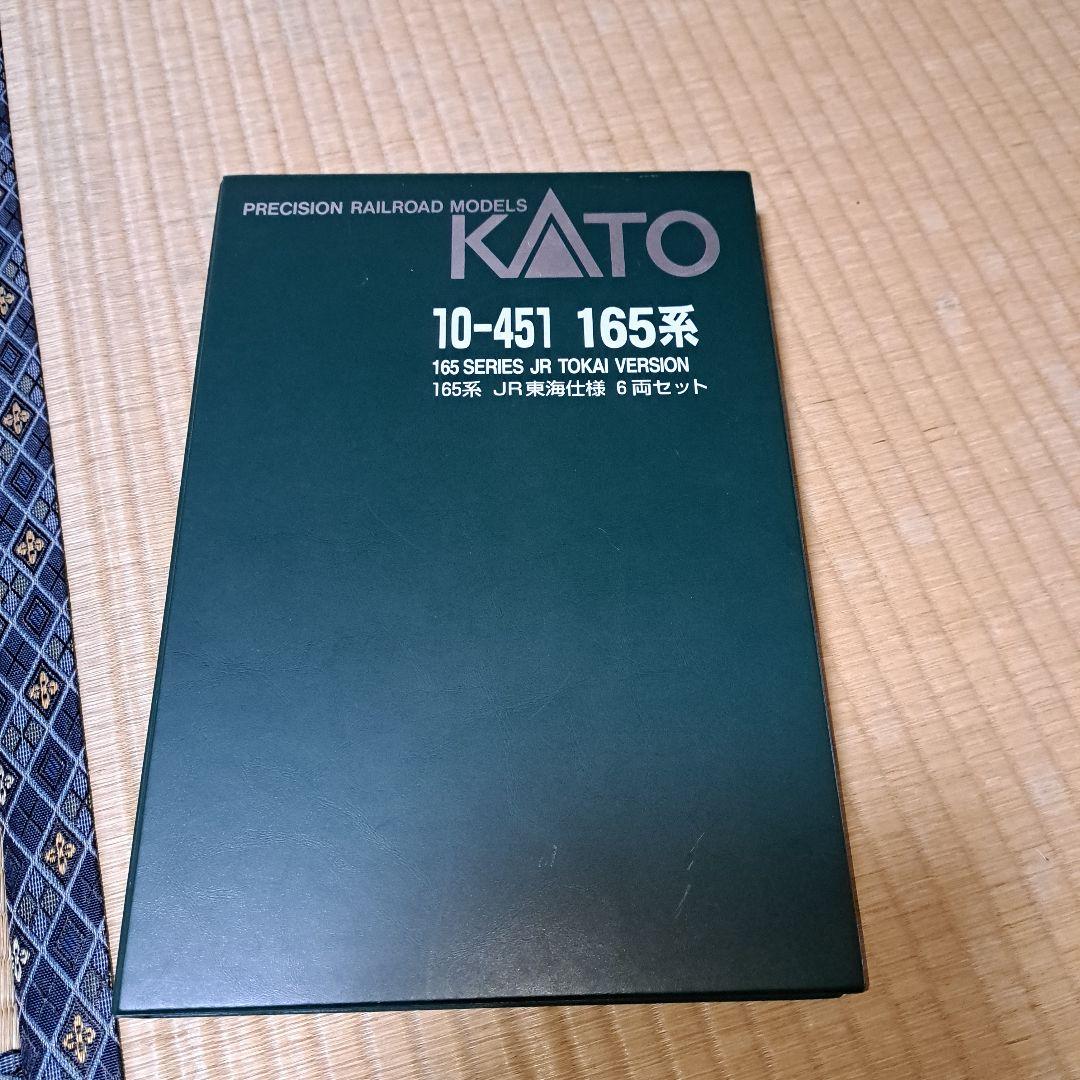 PRECISION RAILROAD MODELS
KATO
10-451 165系
165 SERIES JR TOKAI VERSION
165系 JR東海仕様 6両セット